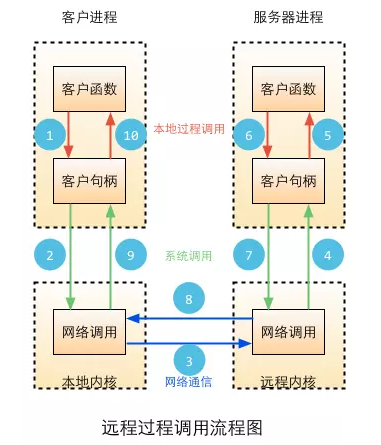 客户进程
服务器进程
客户函数
客户函数
1
10
本地过程调用
6
5
客户句柄
客户句柄
2
9
系统调用
7
4
8
网络调用
网络调用
3
本地内核
网络通信
远程内核
远程过程调用流程图